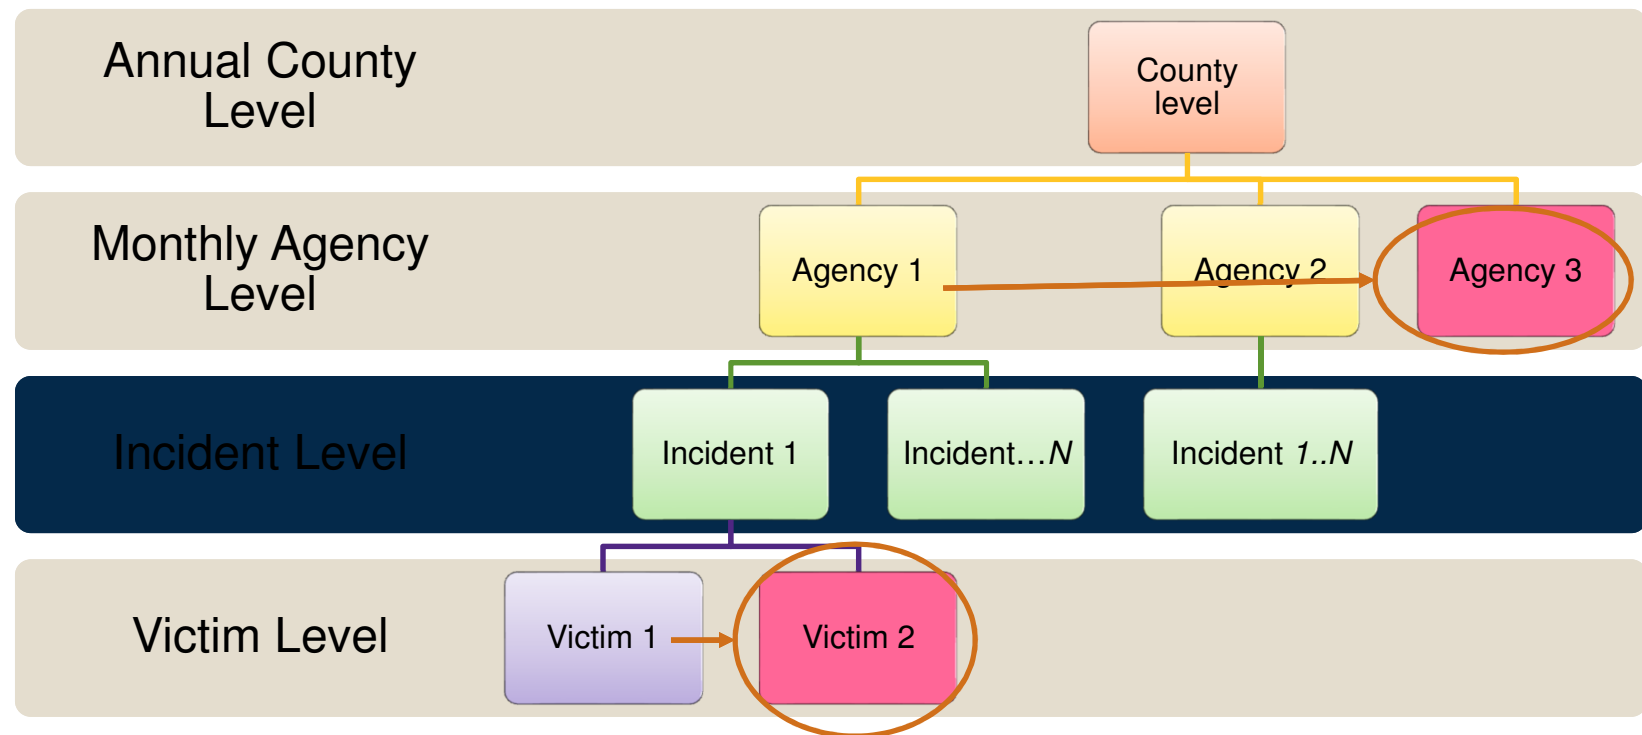 Annual County
Level
County
level
Monthly Agency
Level
Agency 1
Agency 2
Agency 3
Incident Level
Incident 1
Incident…N
Incident 1..N
Victim Level
Victim 1
Victim 2